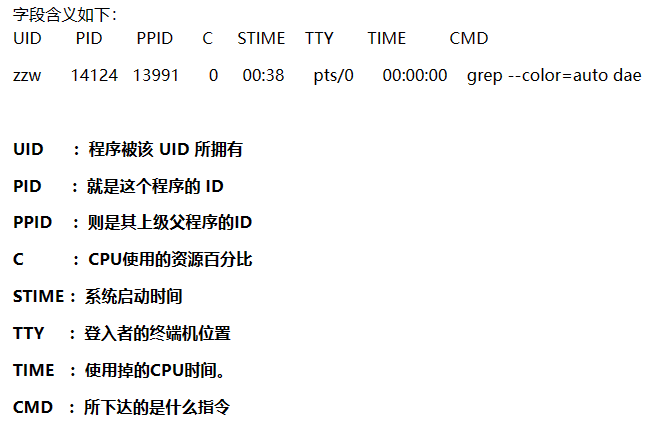 字段含义如下：
UID PID PPID C STIME TTY TIME CMD
zzw 14124 13991 0 00:38 pts/0 00:00:00 grep --color=auto dae
UID ：程序被该 UID 所拥有
PID ：就是这个程序的 ID
PPID ：则是其上级父程序的ID
C ：CPU使用的资源百分比
STIME ：系统启动时间
TTY ：登入者的终端机位置
TIME ：使用掉的CPU时间。
CMD ：所下达的是什么指令